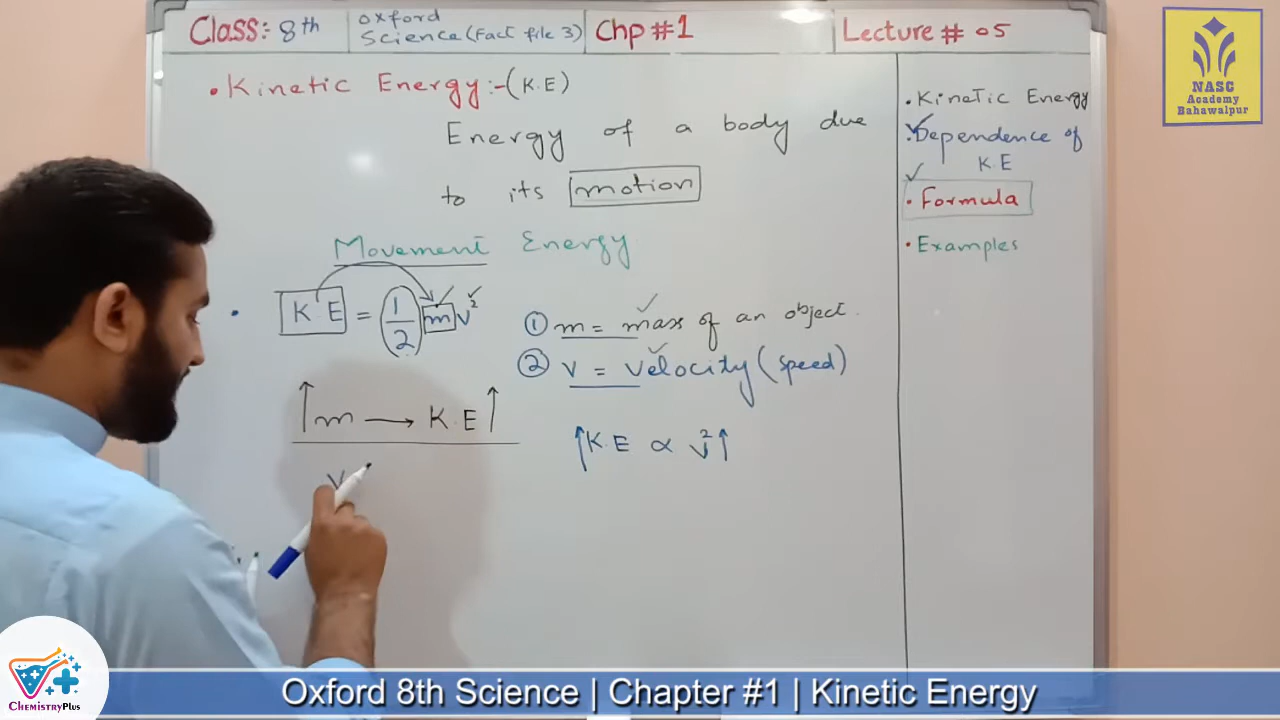 Class: 8th
Oxford Science (Fact file 3)
Chp #1
Lecture # 05
• Kinetic Energy:-(K.E)
Energy of a body due
to its motion
Movement Energy
• K E = 1/2 mv²
① m = mass of an object.
② v = velocity (speed)
↑m → K.E↑
↑K.E ∝ v²↑
v
• Kinetic Energy
• Dependence of
K.E
• Formula
• Examples
NASG
Academy
Bahawalpur
ChemistryPlus
Oxford 8th Science | Chapter #1 | Kinetic Energy